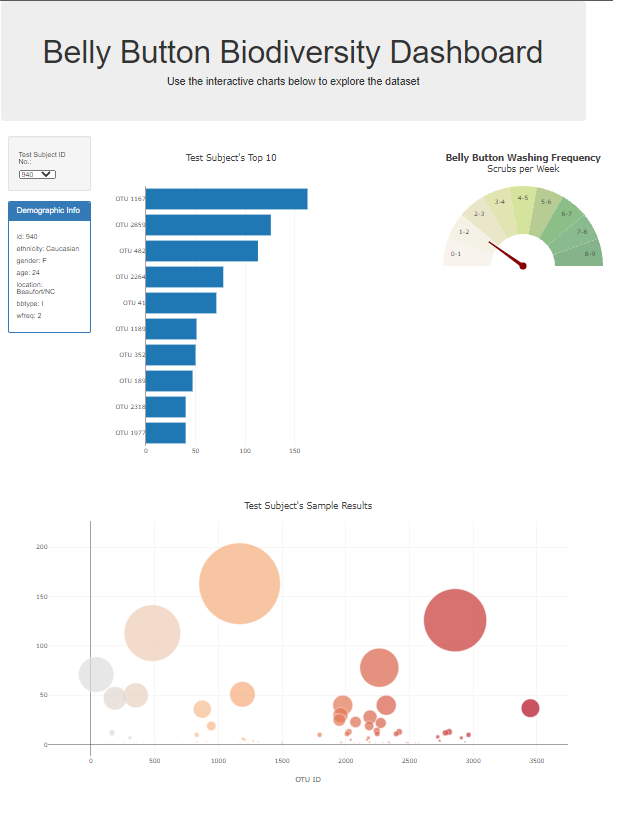 Belly Button Biodiversity Dashboard
Use the interactive charts below to explore the dataset
Test Subject ID
No.:
940
Demographic Info
id: 940
ethnicity: Caucasian
gender: F
age: 24
location:
Beaufort/NC
bbtype: I
wfreq: 2
Test Subject's Top 10
OTU 1167
OTU 2859
OTU 482
OTU 2264
OTU 41
OTU 1189
OTU 352
OTU 189
OTU 2318
OTU 1977
0 50 100 150
Belly Button Washing Frequency
Scrubs per Week
0-1
1-2
2-3
3-4
4-5
5-6
6-7
7-8
8-9
Test Subject's Sample Results
200
150
100
50
0
0 500 1000 1500 2000 2500 3000 3500
OTU ID